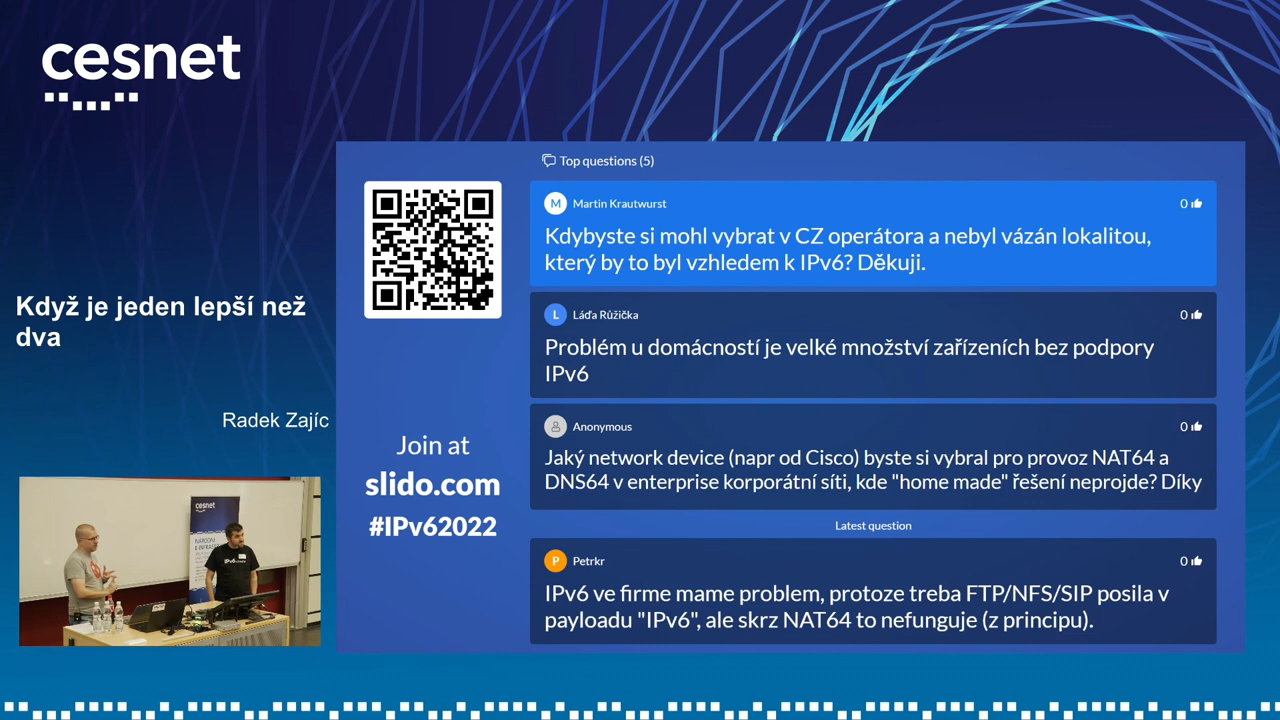 cesnet
Když je jeden lepší než
dva
Radek Zajíc
Top questions (5)
Join at
slido.com
#IPv62022
M Martin Krautwurst 0
Kdybyste si mohl vybrat v CZ operátora a nebyl vázán lokalitou,
který by to byl vzhledem k IPv6? Děkuji.
L Láďa Růžička 0
Problém u domácností je velké množství zařízeních bez podpory
IPv6
Anonymous 0
Jaký network device (napr od Cisco) byste si vybral pro provoz NAT64 a
DNS64 v enterprise korporátní síti, kde "home made" řešení neprojde? Díky
Latest question
P Petrkr 0
IPv6 ve firme mame problem, protoze treba FTP/NFS/SIP posila v
payloadu "IPv6", ale skrz NAT64 to nefunguje (z principu).
cesnet
IPv6